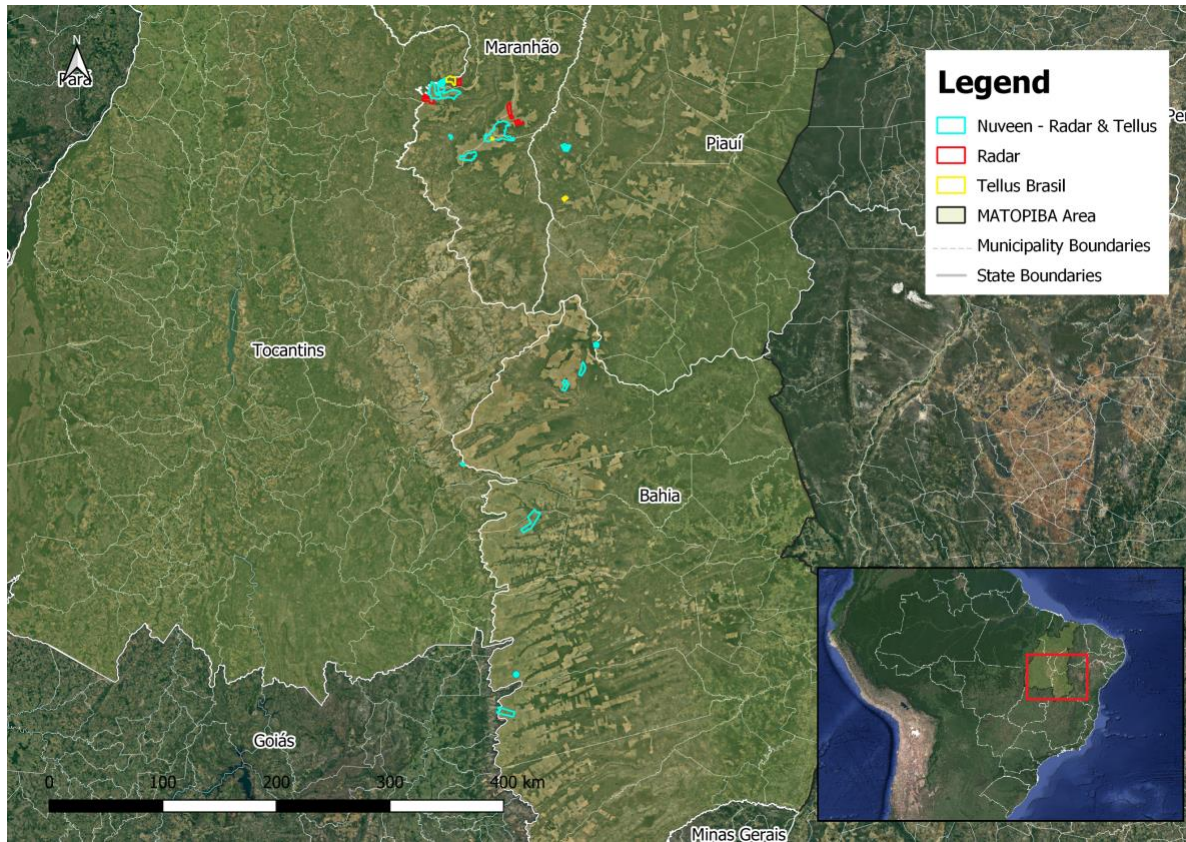 N
Pará
Maranhão
Piauí
Tocantins
Bahia
Goiás
Minas Gerais
Legend
Nuveen - Radar & Tellus
Radar
Tellus Brasil
MATOPIBA Area
Municipality Boundaries
State Boundaries
0 100 200 300 400 km